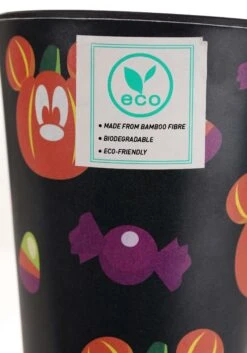 eco
• MADE FROM BAMBOO FIBRE
• BIODEGRADABLE
• ECO-FRIENDLY